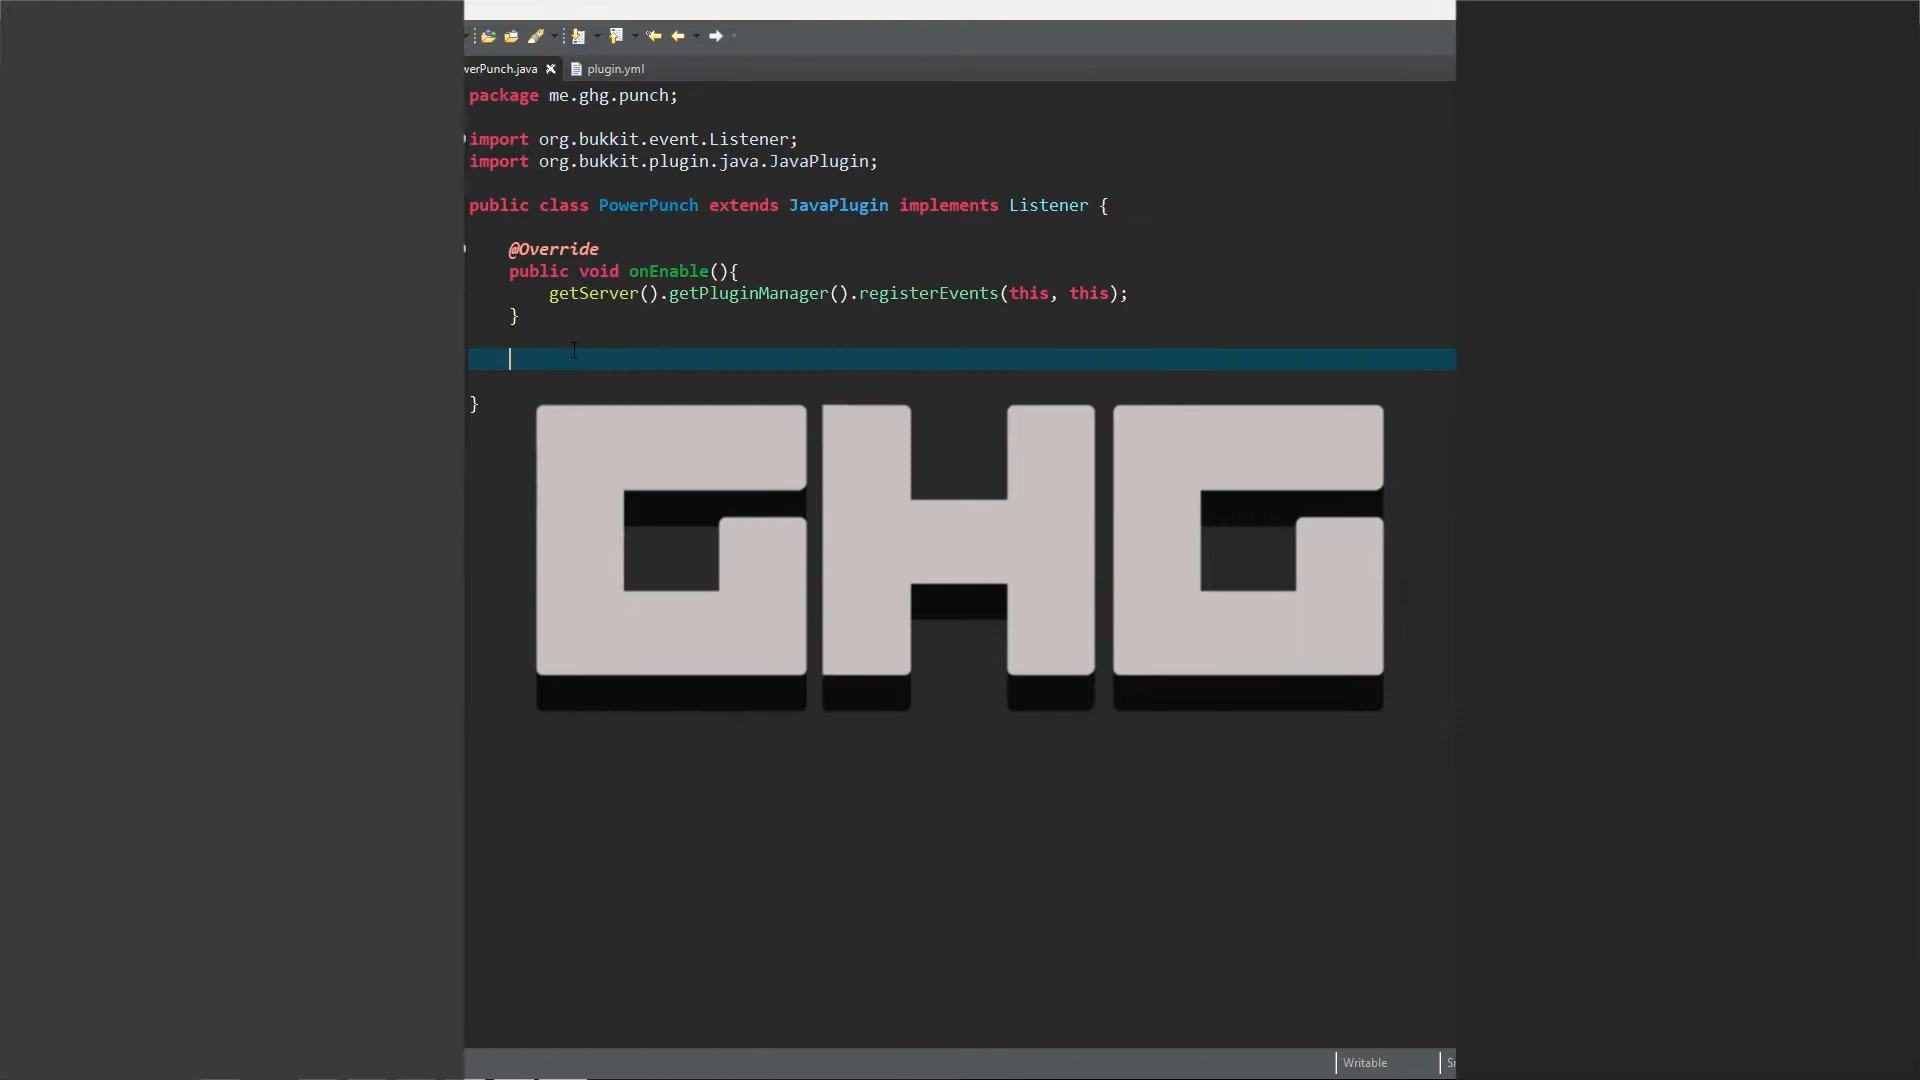 werPunch.java
plugin.yml
package me.ghg.punch;
import org.bukkit.event.Listener;
import org.bukkit.plugin.java.JavaPlugin;
public class PowerPunch extends JavaPlugin implements Listener {
@Override
public void onEnable(){
getServer().getPluginManager().registerEvents(this, this);
}
}
GHG
Writable